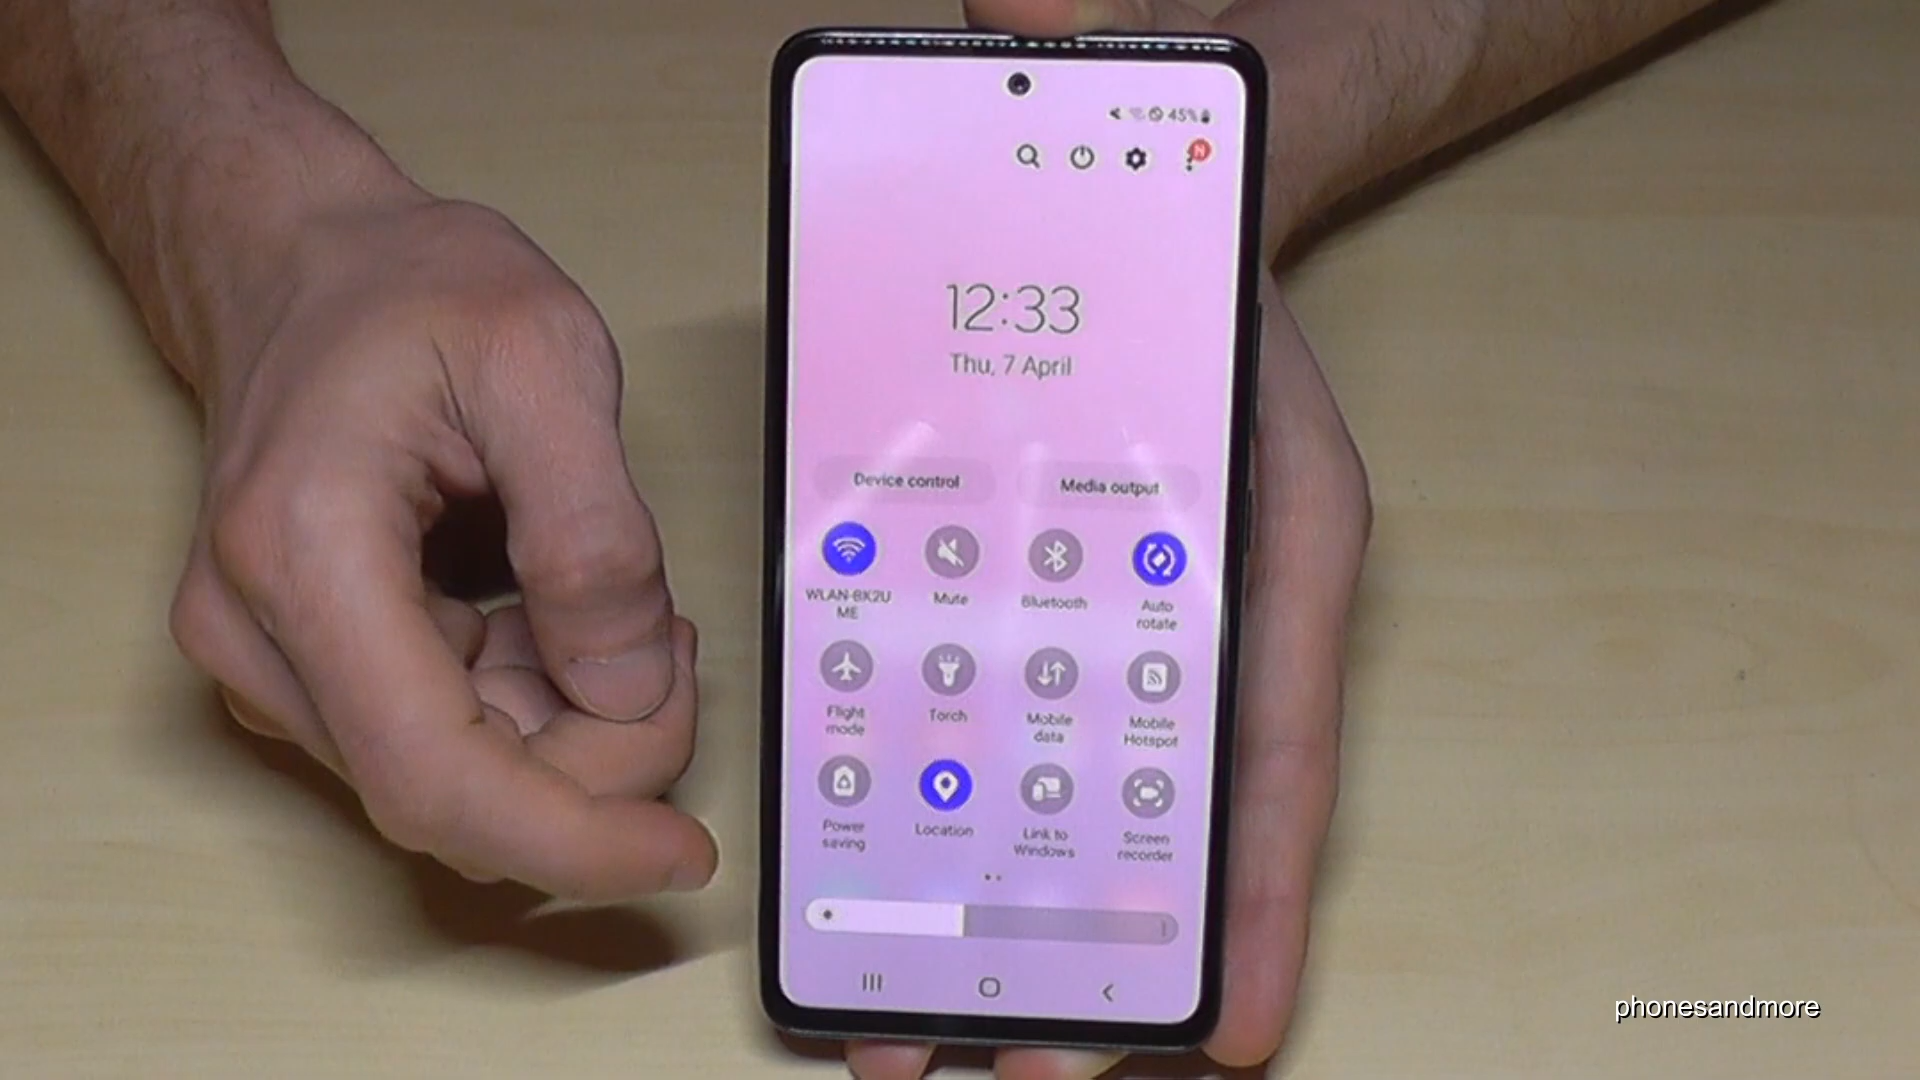 45%
N
12:33
Thu, 7 April
Device control
Media output
WLAN-BX2U
ME
Mute
Bluetooth
Auto
rotate
Flight
mode
Torch
Mobile
data
Mobile
Hotspot
Power
saving
Location
Link to
Windows
Screen
recorder
phonesandmore